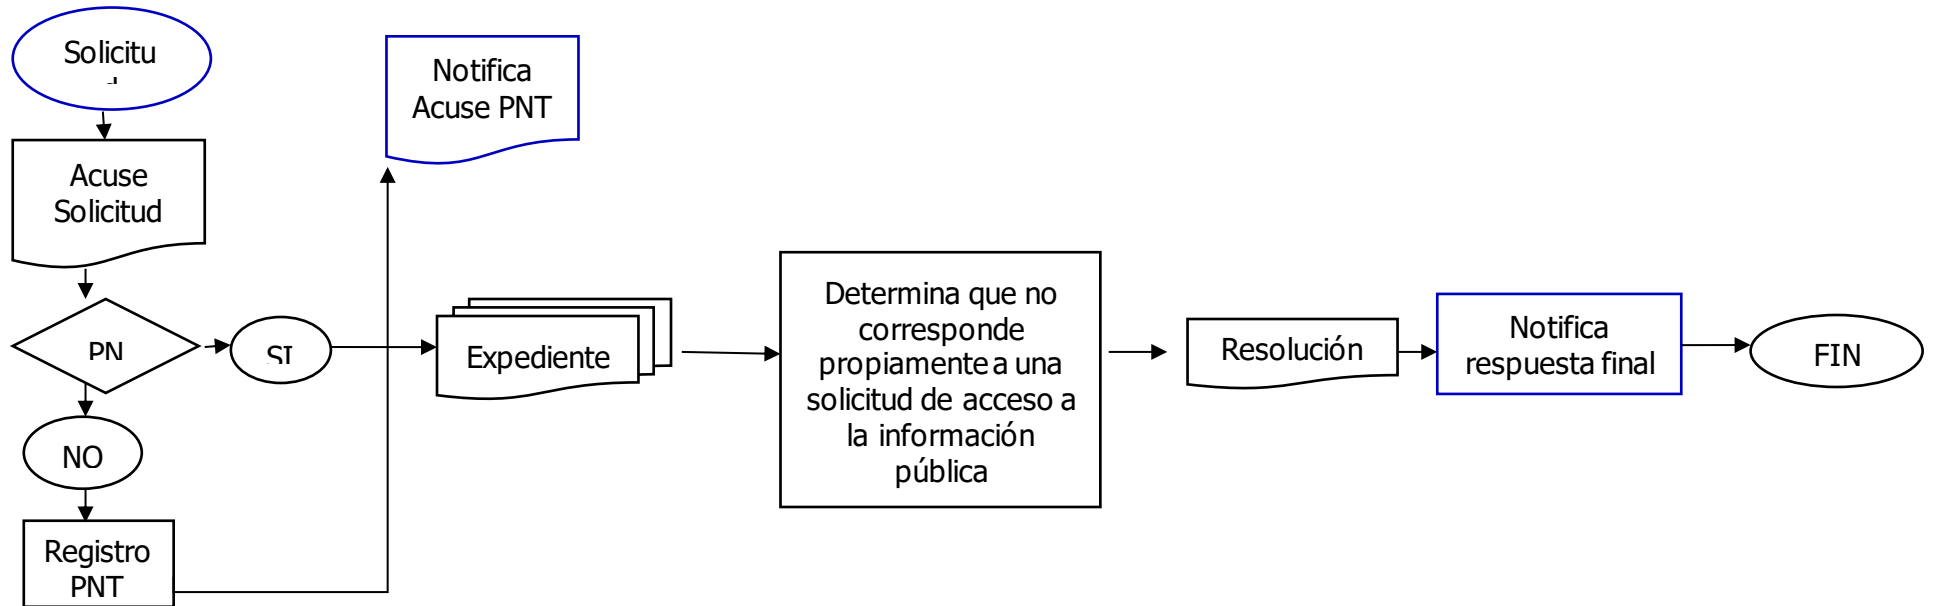 Solicitu
Notifica
Acuse PNT
Acuse
Solicitud
PN
SI
Expediente
Determina que no
corresponde
propiamente a una
solicitud de acceso a
la información
pública
Resolución
Notifica
respuesta final
FIN
NO
Registro
PNT